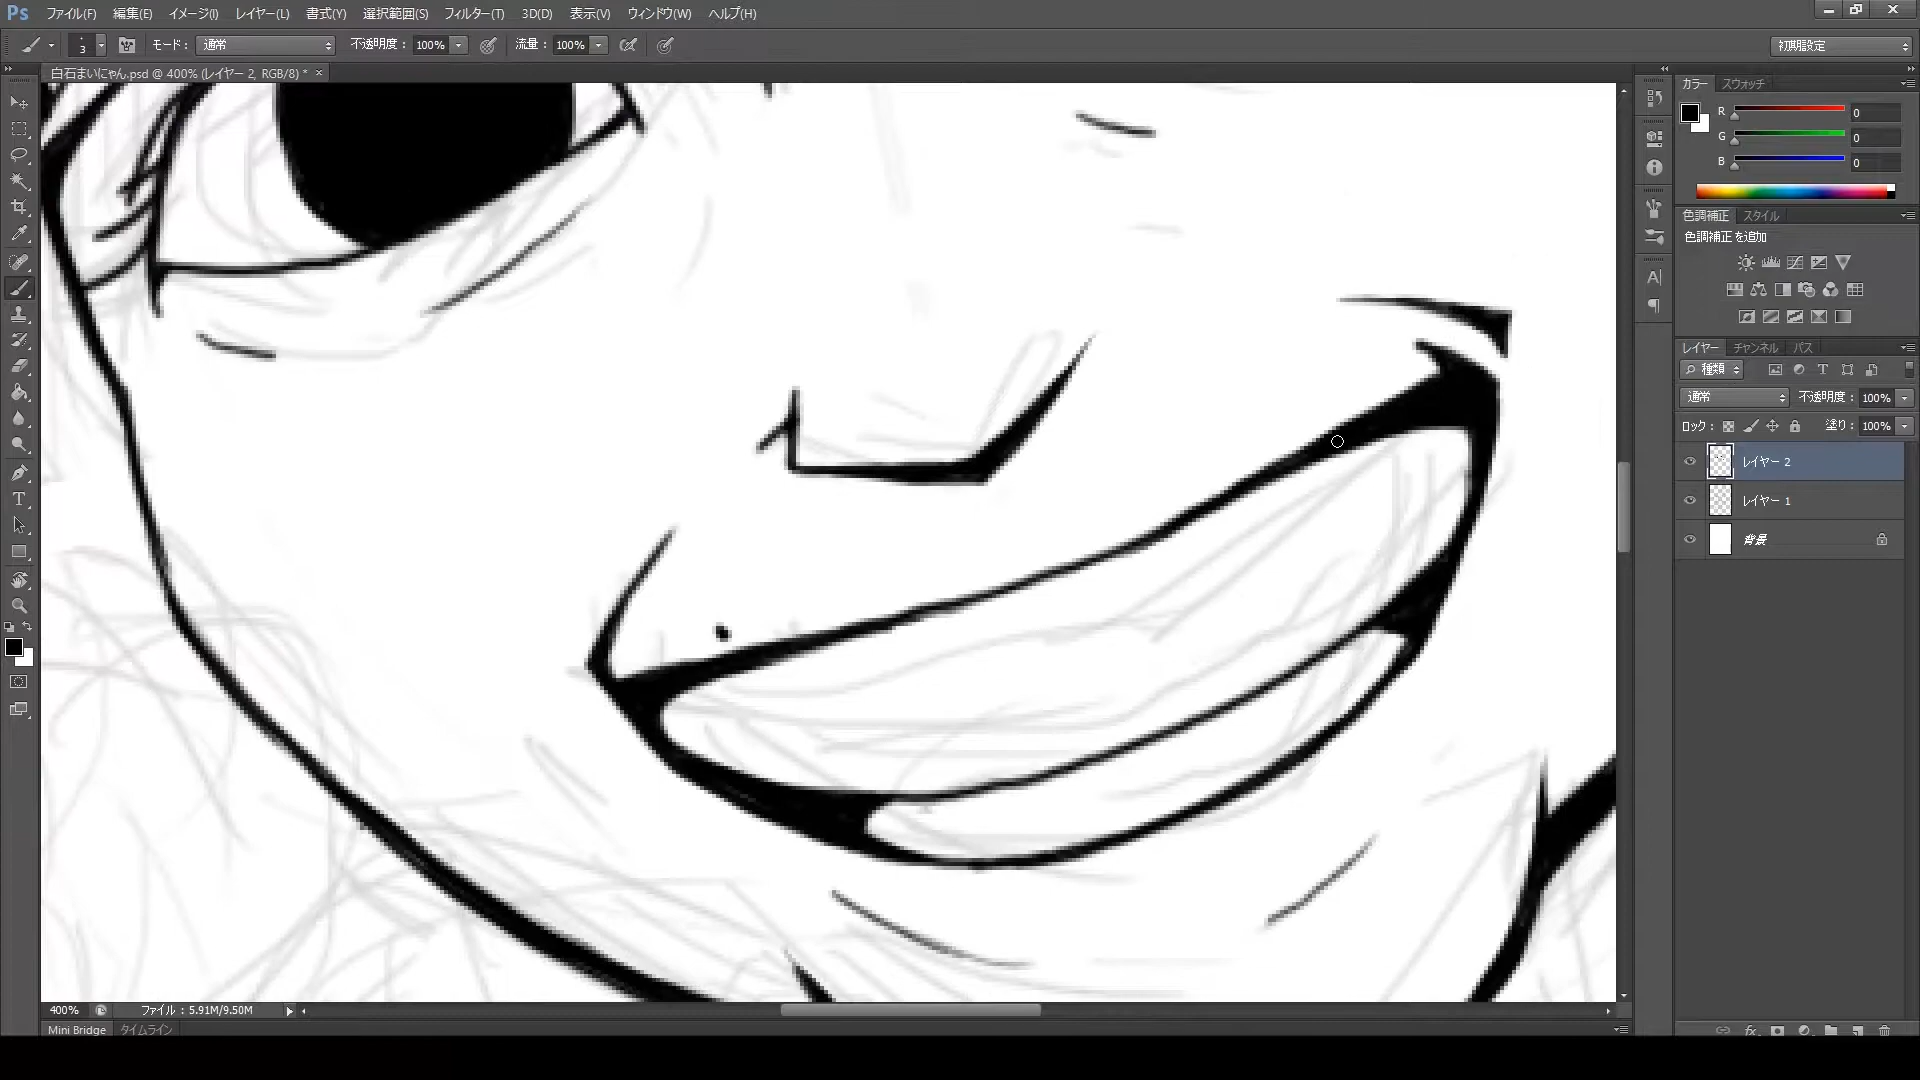 Ps ファイル(F) 編集(E) イメージ(I) レイヤー(L) 書式(Y) 選択範囲(S) フィルター(T) 3D(D) 表示(V) ウィンドウ(W) ヘルプ(H)
3 モード： 通常 不透明度： 100% 流量： 100% 初期設定
白石まいにゃん.psd @ 400% (レイヤー 2, RGB/8) * ×
カラー スウォッチ
R 0
G 0
B 0
色調補正 スタイル
色調補正を追加
レイヤー チャンネル パス
種類
通常 不透明度： 100%
ロック： 塗り： 100%
レイヤー 2
レイヤー 1
背景
400% ファイル：5.91M/9.50M
Mini Bridge タイムライン